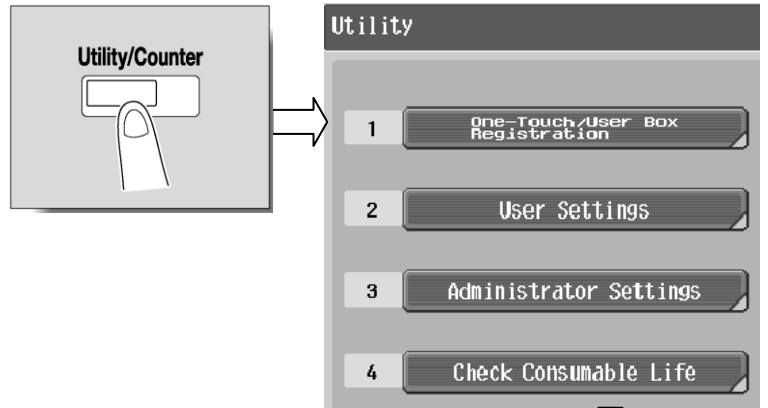 Utility/Counter
Utility
1
One-Touch/User Box
Registration
2
User Settings
3
Administrator Settings
4
Check Consumable Life